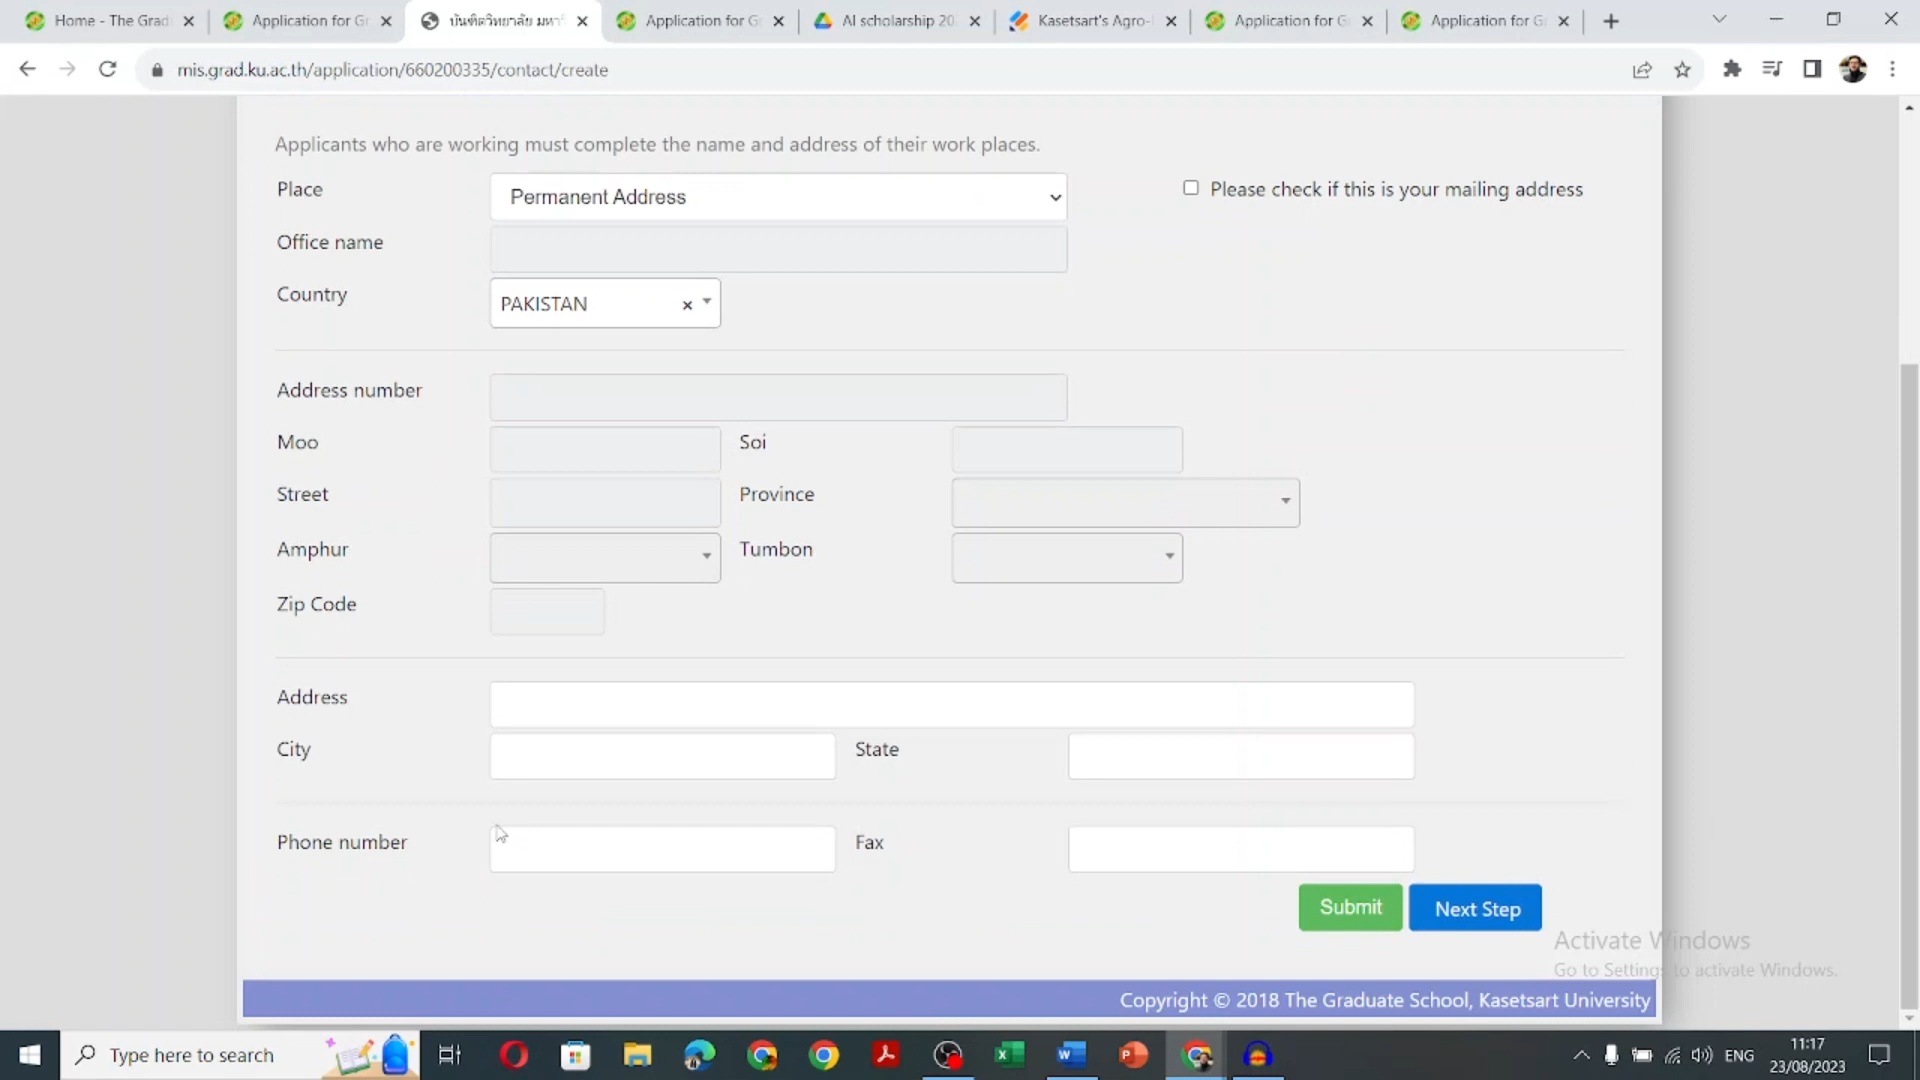 Home - The Grad
Application for Gr
บัณฑิตวิทยาลัย มหาวิ
Application for Gr
AI scholarship 20
Kasetsart's Agro-
Application for Gr
Application for Gr
mis.grad.ku.ac.th/application/660200335/contact/create
Applicants who are working must complete the name and address of their work places.
Place
Permanent Address
Please check if this is your mailing address
Office name
Country
PAKISTAN
Address number
Moo
Soi
Street
Province
Amphur
Tumbon
Zip Code
Address
City
State
Phone number
Fax
Submit
Next Step
Activate Windows
Go to Settings to activate Windows.
Copyright © 2018 The Graduate School, Kasetsart University
Type here to search
ENG
11:17
23/08/2023